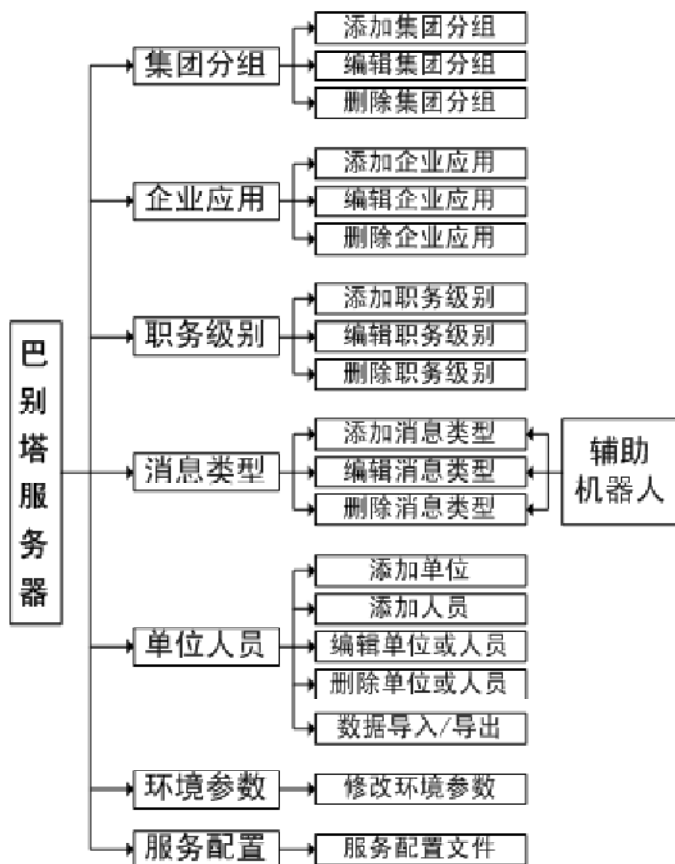 巴别塔服务器
集团分组
添加集团分组
编辑集团分组
删除集团分组
企业应用
添加企业应用
编辑企业应用
删除企业应用
职务级别
添加职务级别
编辑职务级别
删除职务级别
消息类型
添加消息类型
编辑消息类型
删除消息类型
辅助
机器人
单位人员
添加单位
添加人员
编辑单位或人员
删除单位或人员
数据导入/导出
环境参数
修改环境参数
服务配置
服务配置文件